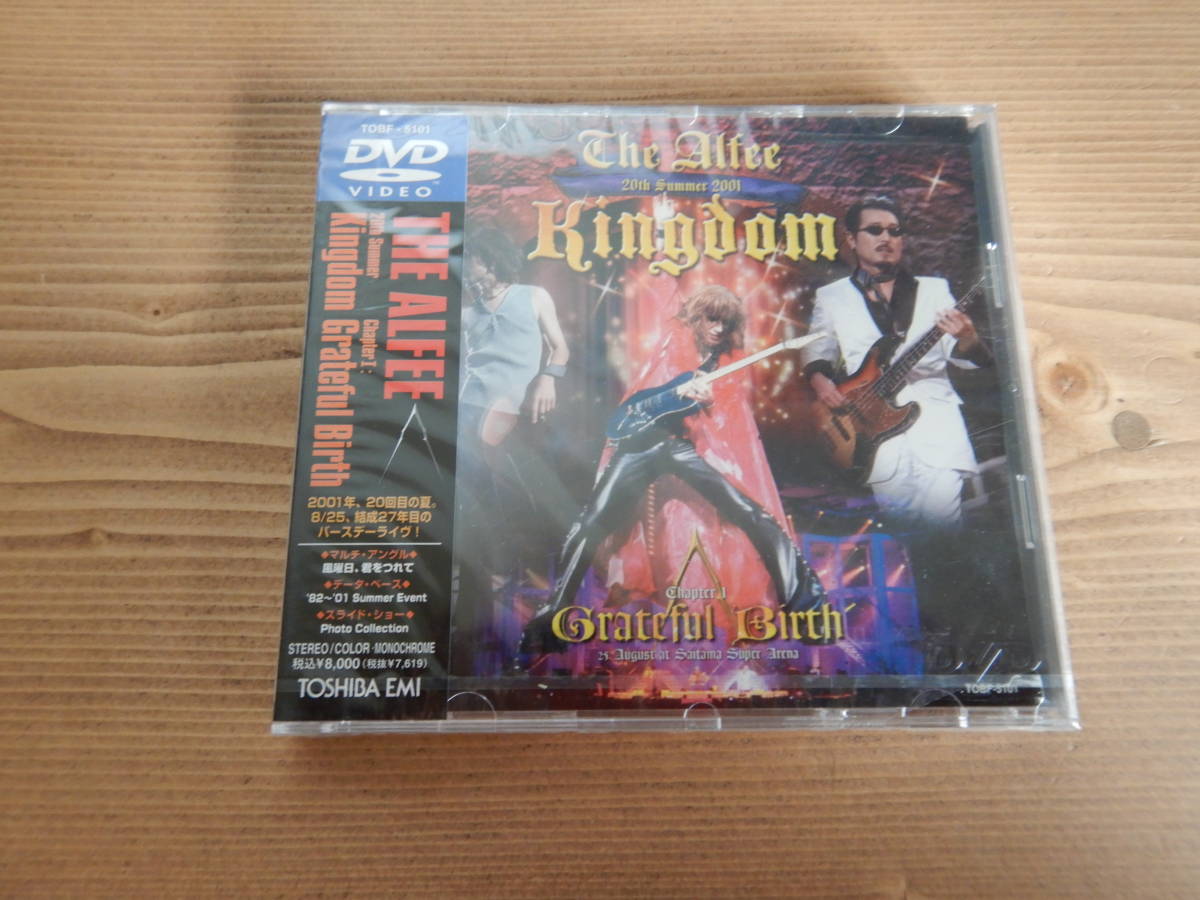 TOBF-5101
DVD
VIDEO
THE ALFEE
20th Summer Chapter I:
Kingdom Grateful Birth
2001年、20回目の夏。
8/25、結成27年目の
バースデーライヴ！
◆マルチ・アングル◆
風曜日、君をつれて
◆データ・ベース◆
'82〜'01 Summer Event
◆スライド・ショー◆
Photo Collection
STEREO/COLOR・MONOCHROME
税込¥8,000(税抜¥7,619)
TOSHIBA EMI
The Alfee
20th Summer 2001
Kingdom
Chapter I
Grateful Birth
25 August at Saitama Super Arena
TOBF-5101